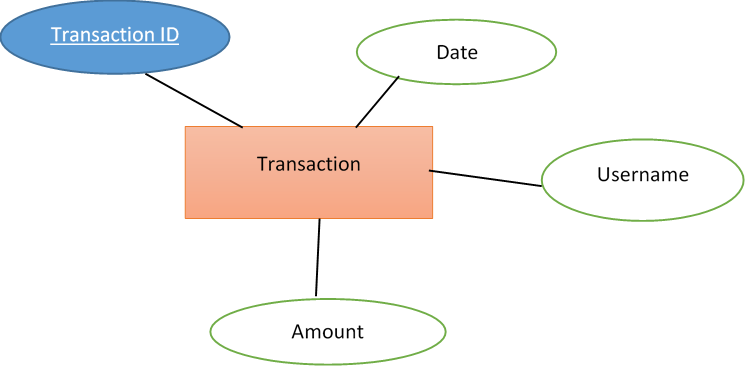 Transaction ID
Date
Transaction
Username
Amount